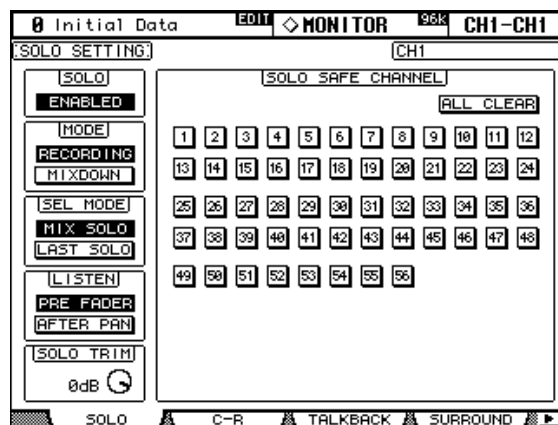 0 Initial Data EDIT ◇MONITOR 96k CH1-CH1
SOLO SETTING CH1
SOLO
ENABLED
MODE
RECORDING
MIXDOWN
SEL MODE
MIX SOLO
LAST SOLO
LISTEN
PRE FADER
AFTER PAN
SOLO TRIM
0dB
SOLO SAFE CHANNEL
ALL CLEAR
1 2 3 4 5 6 7 8 9 10 11 12
13 14 15 16 17 18 19 20 21 22 23 24
25 26 27 28 29 30 31 32 33 34 35 36
37 38 39 40 41 42 43 44 45 46 47 48
49 50 51 52 53 54 55 56
SOLO C-R TALKBACK SURROUND